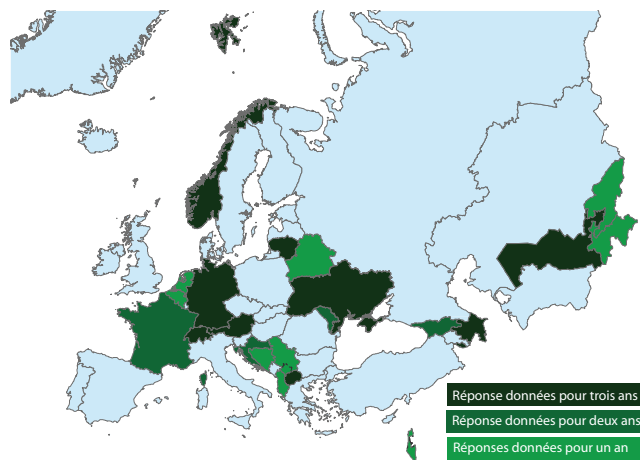 Réponse données pour trois ans
Réponse données pour deux ans
Réponses données pour un an